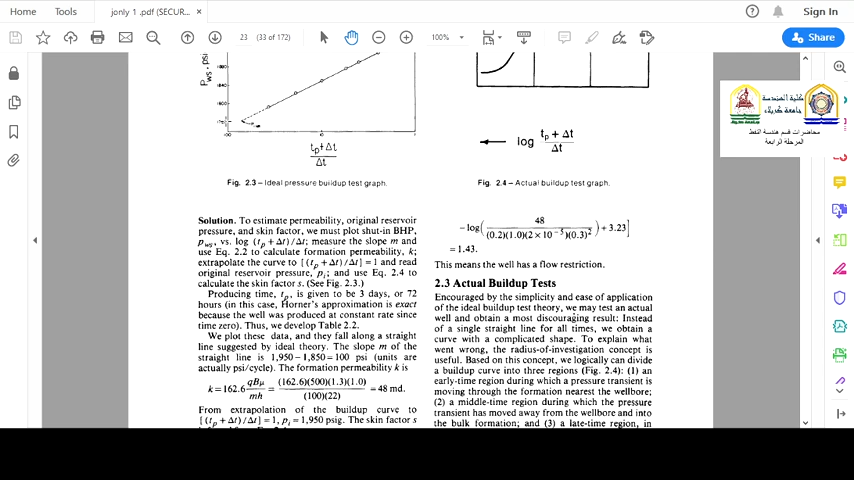 Home Tools jonly 1 .pdf (SECUR... × Sign In
23 (33 of 172) 100% Share
كلية الهندسة
جامعة كربلاء
محاضرات قسم هندسة النفط
المرحلة الرابعة
Pws, psi
1800
1600
100
tp+Δt
Δt
Fig. 2.3 – Ideal pressure buildup test graph.
log tp + Δt
Δt
Fig. 2.4 – Actual buildup test graph.
Solution. To estimate permeability, original reservoir
pressure, and skin factor, we must plot shut-in BHP,
pws, vs. log (tp + Δt)/Δt; measure the slope m and
use Eq. 2.2 to calculate formation permeability, k;
extrapolate the curve to [(tp + Δt)/Δt] = 1 and read
original reservoir pressure, pi; and use Eq. 2.4 to
calculate the skin factor s. (See Fig. 2.3.)
Producing time, tp, is given to be 3 days, or 72
hours (in this case, Horner's approximation is exact
because the well was produced at constant rate since
time zero). Thus, we develop Table 2.2.
We plot these data, and they fall along a straight
line suggested by ideal theory. The slope m of the
straight line is 1,950 – 1,850 = 100 psi (units are
actually psi/cycle). The formation permeability k is
k = 162.6 qBμ/mh = (162.6)(500)(1.3)(1.0)/(100)(22) = 48 md.
From extrapolation of the buildup curve to
[(tp + Δt)/Δt] = 1, pi = 1,950 psig. The skin factor s
–log( 48/(0.2)(1.0)(2 × 10⁻⁵)(0.3)² ) + 3.23]
= 1.43.
This means the well has a flow restriction.
2.3 Actual Buildup Tests
Encouraged by the simplicity and ease of application
of the ideal buildup test theory, we may test an actual
well and obtain a most discouraging result: Instead
of a single straight line for all times, we obtain a
curve with a complicated shape. To explain what
went wrong, the radius-of-investigation concept is
useful. Based on this concept, we logically can divide
a buildup curve into three regions (Fig. 2.4): (1) an
early-time region during which a pressure transient is
moving through the formation nearest the wellbore;
(2) a middle-time region during which the pressure
transient has moved away from the wellbore and into
the bulk formation; and (3) a late-time region, in